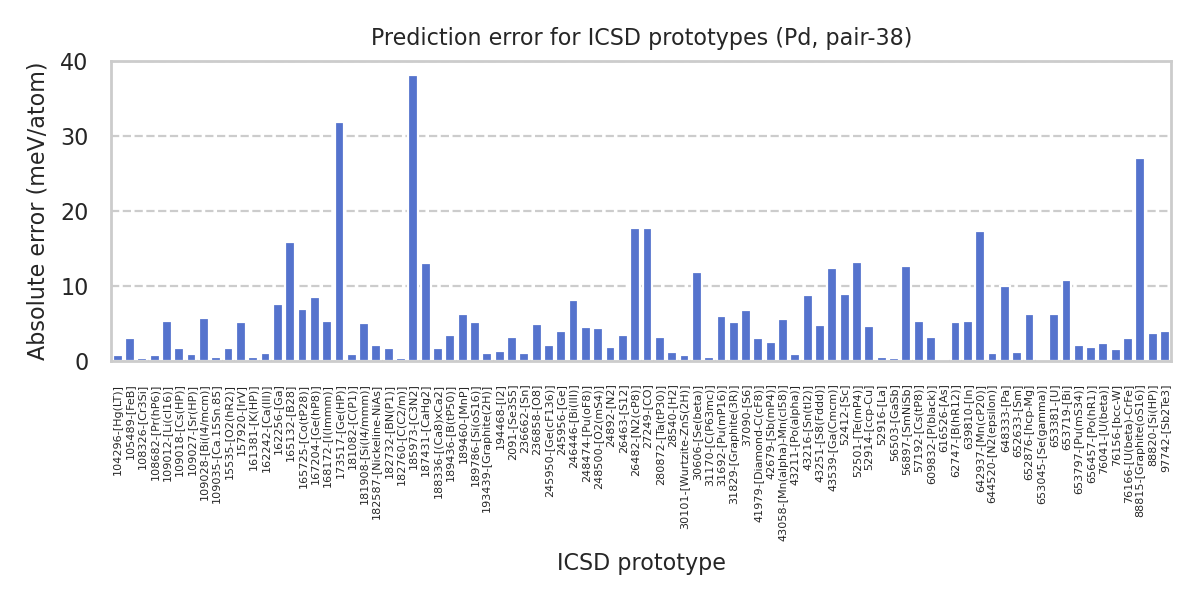 Prediction error for ICSD prototypes (Pd, pair-38)
Absolute error (meV/atom)
40
30
20
10
0
104296-[Hg(LT)]
105489-[FeB]
108326-[Cr3Si]
108682-[Pr(hP6)]
109012-[Li(cI16)]
109018-[Cs(HP)]
109027-[Sr(HP)]
109028-[Bi(I4/mcm)]
109035-[Ca.15Sn.85]
15535-[O2(hR2)]
157920-[IrV]
161381-[K(HP)]
162242-[Ca(III)]
162256-[Ga]
165132-[B28]
165725-[Co(tP28)]
167204-[Ge(hP8)]
168172-[I(Immm)]
173517-[Ge(HP)]
181082-[C(P1)]
181908-[Si(I4/mmm)]
182587-[Nickeline-NiAs]
182732-[BN(P1)]
182760-[C(C2/m)]
185973-[C3N2]
187431-[CaHg2]
188336-[(Ca8)xCa2]
189436-[B(tP50)]
189460-[MnP]
189786-[Si(oS16)]
193439-[Graphite(2H)]
194468-[I2]
2091-[Se3S5]
236662-[Sn]
236858-[O8]
245950-[Ge(cF136)]
245956-[Ge]
246446-[Bi(III)]
248474-[Pu(oF8)]
248500-[O2(mS4)]
24892-[N2]
26463-[S12]
26482-[N2(cP8)]
27249-[CO]
280872-[Ta(tP30)]
28540-[H2]
30101-[Wurtzite-ZnS(2H)]
30606-[Se(beta)]
31170-[C(P63mc)]
31692-[Pu(mP16)]
31829-[Graphite(3R)]
37090-[S6]
41979-[Diamond-C(cF8)]
42679-[Sb(mP4)]
43058-[Mn(alpha)-Mn(cI58)]
43211-[Po(alpha)]
43216-[Sn(tI2)]
43251-[S8(Fddd)]
43539-[Ga(Cmcm)]
52412-[Sc]
52501-[Te(mP4)]
52914-[fcc-Cu]
52916-[La]
56503-[GaSb]
56897-[SmNiSb]
57192-[Cs(tP8)]
609832-[P(black)]
616526-[As]
62747-[B(hR12)]
639810-[In]
642937-[Mn(cP20)]
644520-[N2(epsilon)]
648333-[Pa]
652633-[Sm]
652876-[hcp-Mg]
653045-[Se(gamma)]
653381-[U]
653719-[Bi]
653797-[Pu(mS34)]
656457-[Po(hR1)]
76041-[U(beta)]
76156-[bcc-W]
76166-[U(beta)-CrFe]
88815-[Graphite(oS16)]
88820-[Si(HP)]
97742-[Sb2Te3]
ICSD prototype